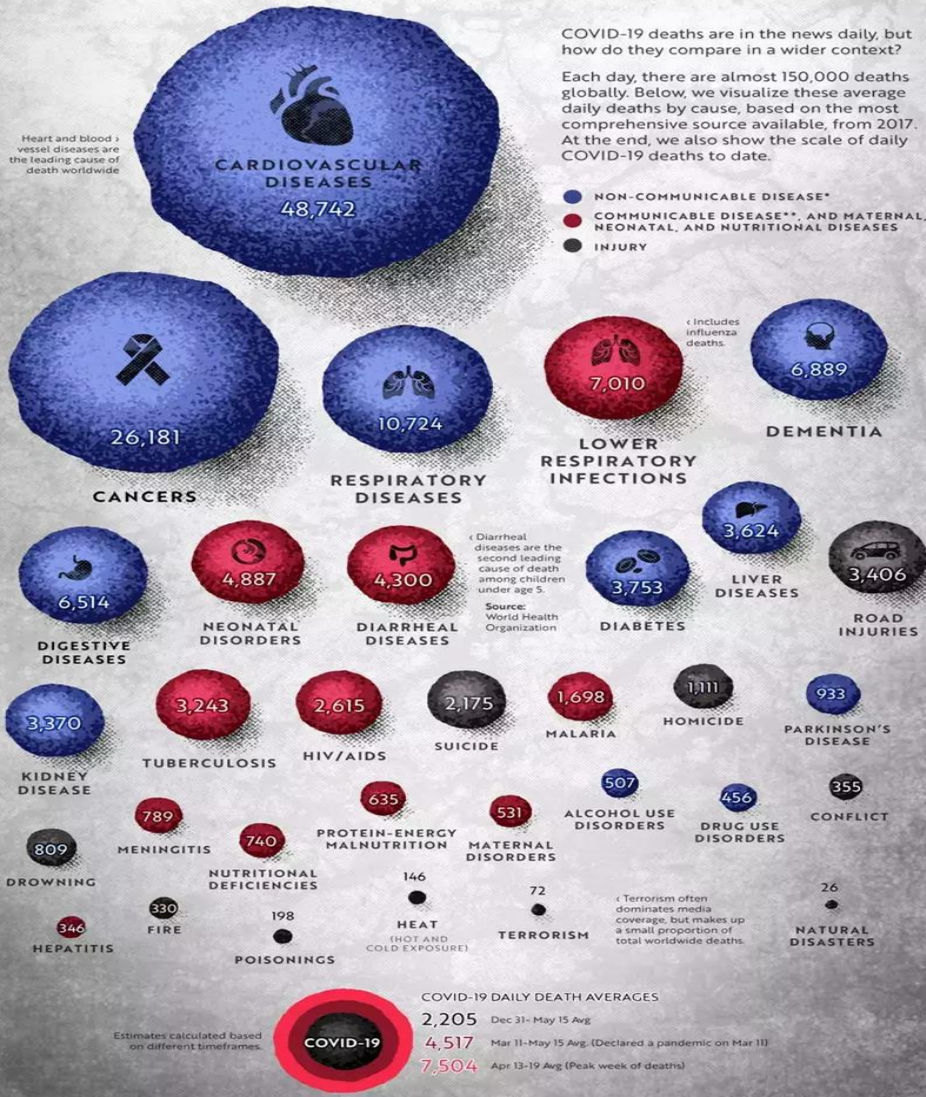 COVID-19 deaths are in the news daily, but
how do they compare in a wider context?
Each day, there are almost 150,000 deaths
globally. Below, we visualize these average
daily deaths by cause, based on the most
comprehensive source available, from 2017.
At the end, we also show the scale of daily
COVID-19 deaths to date.
NON-COMMUNICABLE DISEASE*
COMMUNICABLE DISEASE**, AND MATERNAL,
NEONATAL, AND NUTRITIONAL DISEASES
INJURY
Heart and blood ›
vessel diseases are
the leading cause of
death worldwide
CARDIOVASCULAR
DISEASES
48,742
26,181
CANCERS
10,724
RESPIRATORY
DISEASES
7,010
LOWER
RESPIRATORY
INFECTIONS
‹ Includes
influenza
deaths.
6,889
DEMENTIA
6,514
DIGESTIVE
DISEASES
4,887
NEONATAL
DISORDERS
4,300
DIARRHEAL
DISEASES
‹ Diarrheal
diseases are the
second leading
cause of death
among children
under age 5.
Source:
World Health
Organization
3,753
DIABETES
3,624
LIVER
DISEASES
3,406
ROAD
INJURIES
3,370
KIDNEY
DISEASE
3,243
TUBERCULOSIS
2,615
HIV/AIDS
2,175
SUICIDE
1,698
MALARIA
1,111
HOMICIDE
933
PARKINSON'S
DISEASE
809
DROWNING
789
MENINGITIS
740
NUTRITIONAL
DEFICIENCIES
635
PROTEIN-ENERGY
MALNUTRITION
531
MATERNAL
DISORDERS
507
ALCOHOL USE
DISORDERS
456
DRUG USE
DISORDERS
355
CONFLICT
346
HEPATITIS
330
FIRE
198
POISONINGS
146
HEAT
(HOT AND
COLD EXPOSURE)
72
TERRORISM
‹ Terrorism often
dominates media
coverage, but makes up
a small proportion of
total worldwide deaths.
26
NATURAL
DISASTERS
Estimates calculated based
on different timeframes.
COVID-19
COVID-19 DAILY DEATH AVERAGES
2,205 Dec 31- May 15 Avg
4,517 Mar 11-May 15 Avg. (Declared a pandemic on Mar 11)
7,504 Apr 13-19 Avg (Peak week of deaths)